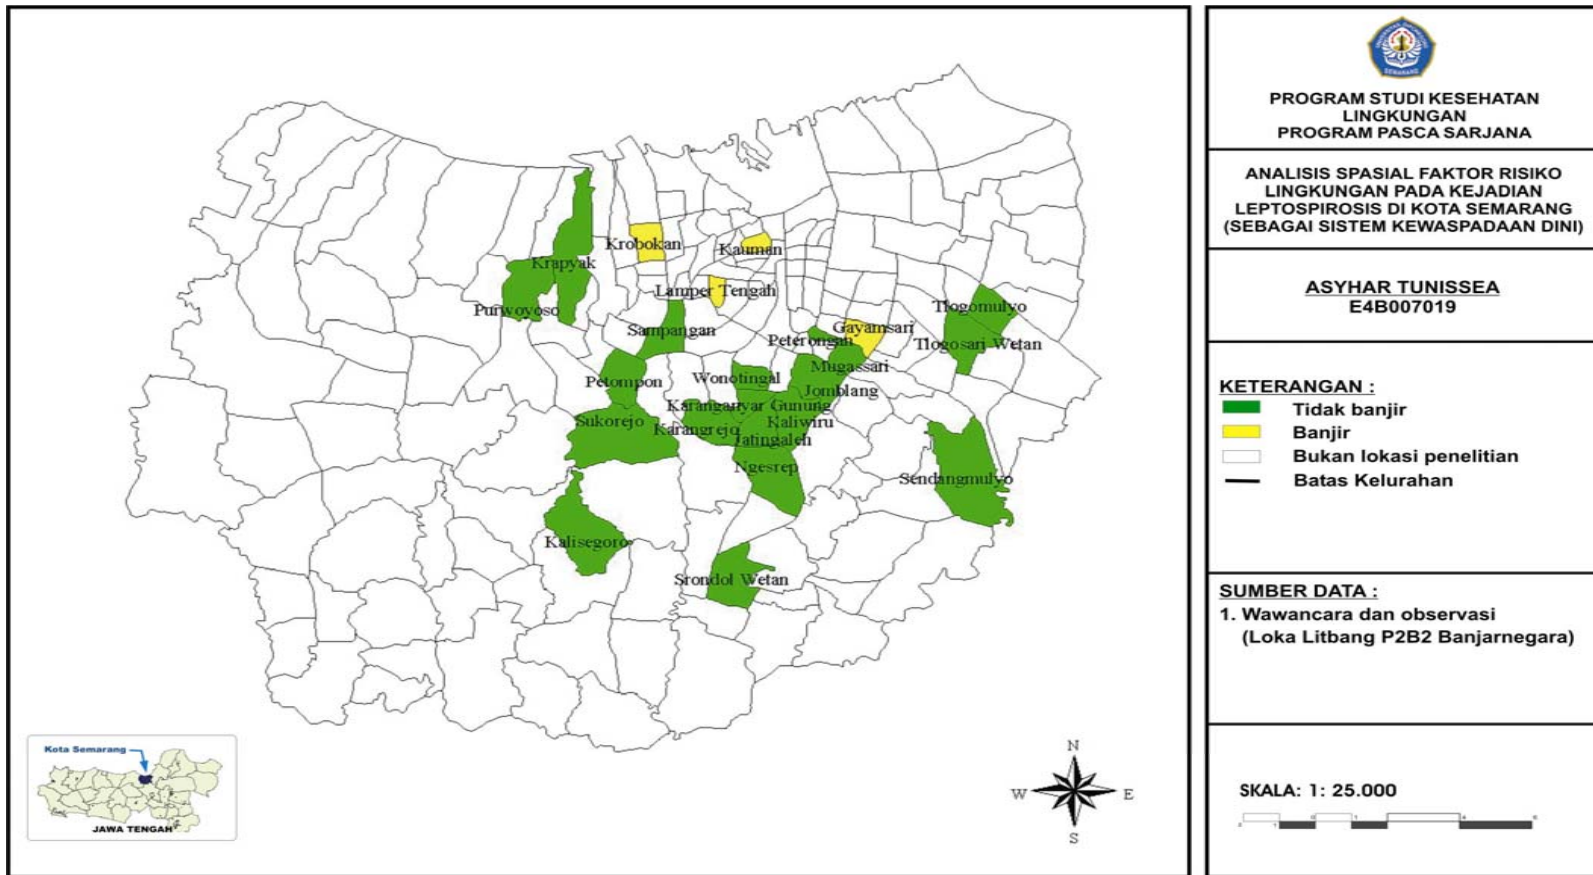 Krobokan
Kauman
Krapyak
Lamper Tengah
Purwoyoso
Tlogomulyo
Sampangan
Gayamsari
Peterongan
Tlogosari Wetan
Mugassari
Petompon
Wonotingal
Jomblang
Karanganyar Gunung
Sukorejo
Kaliwiru
Karangrejo
Jatingaleh
Ngesrep
Sendangmulyo
Kalisegoro
Srondol Wetan
Kota Semarang
JAWA TENGAH
N
W
E
S
SEMARANG
PROGRAM STUDI KESEHATAN
LINGKUNGAN
PROGRAM PASCA SARJANA
ANALISIS SPASIAL FAKTOR RISIKO
LINGKUNGAN PADA KEJADIAN
LEPTOSPIROSIS DI KOTA SEMARANG
(SEBAGAI SISTEM KEWASPADAAN DINI)
ASYHAR TUNISSEA
E4B007019
KETERANGAN :
Tidak banjir
Banjir
Bukan lokasi penelitian
Batas Kelurahan
SUMBER DATA :
1. Wawancara dan observasi
(Loka Litbang P2B2 Banjarnegara)
SKALA: 1: 25.000